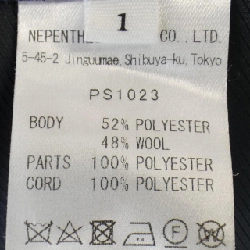 1
NEPENTHE CO., LTD.
5-45-2 Jinguumae, Shibuya-ku, Tokyo
PS1023
BODY 52% POLYESTER
48% WOOL
PARTS 100% POLYESTER
CORD 100% POLYESTER